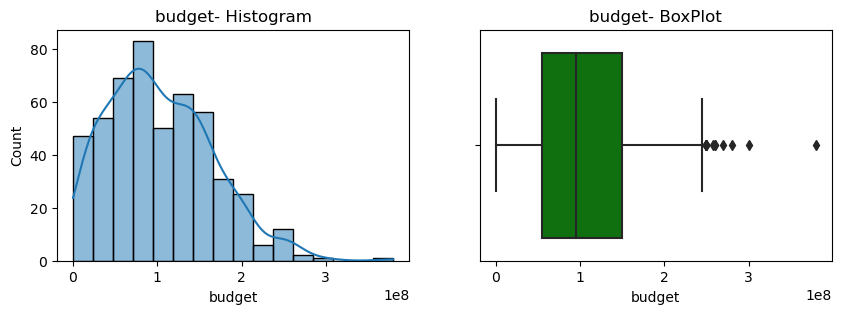 budget- Histogram
80
60
40
20
0
Count
0 1 2 3
1e8
budget
budget- BoxPlot
0 1 2 3
1e8
budget